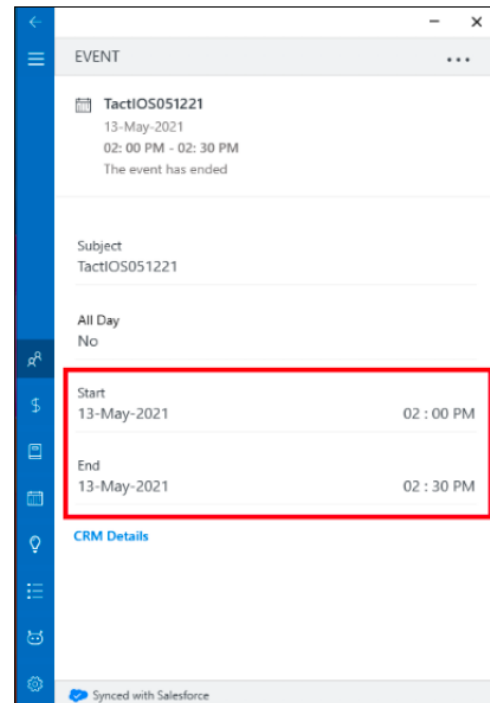 EVENT
TactIOS051221
13-May-2021
02: 00 PM - 02: 30 PM
The event has ended
Subject
TactIOS051221
All Day
No
Start
13-May-2021 02 : 00 PM
End
13-May-2021 02 : 30 PM
CRM Details
Synced with Salesforce